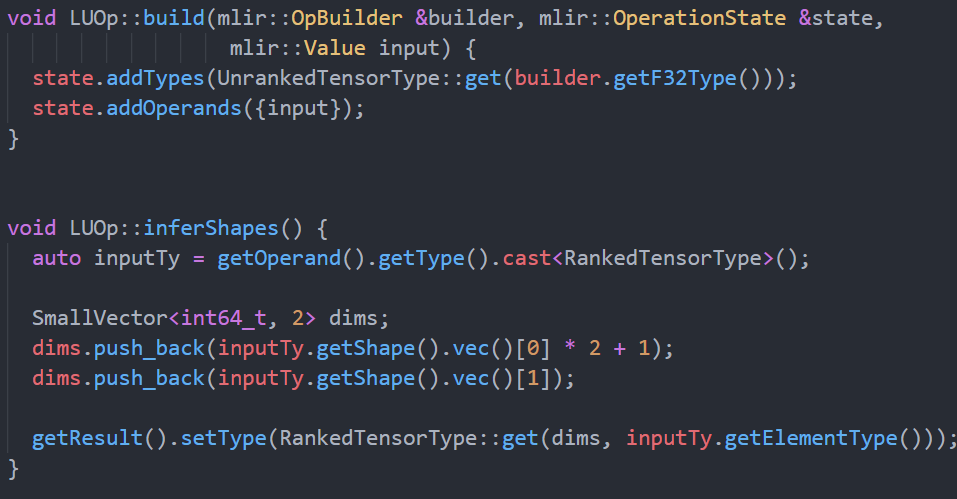 void LUOp::build(mlir::OpBuilder &builder, mlir::OperationState &state,
                  mlir::Value input) {
  state.addTypes(UnrankedTensorType::get(builder.getF32Type()));
  state.addOperands({input});
}
void LUOp::inferShapes() {
  auto inputTy = getOperand().getType().cast<RankedTensorType>();
  SmallVector<int64_t, 2> dims;
  dims.push_back(inputTy.getShape().vec()[0] * 2 + 1);
  dims.push_back(inputTy.getShape().vec()[1]);
  getResult().setType(RankedTensorType::get(dims, inputTy.getElementType()));
}